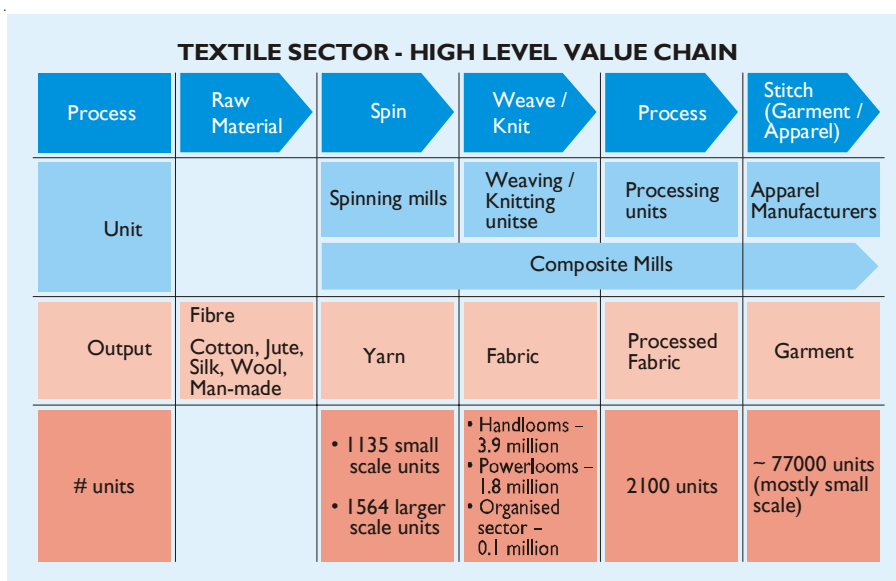 .
TEXTILE SECTOR - HIGH LEVEL VALUE CHAIN
Process
Raw
Material
Spin
Weave /
Knit
Process
Stitch
(Garment /
Apparel)
Unit
Spinning mills
Weaving /
Knitting
unitse
Processing
units
Apparel
Manufacturers
Composite Mills
Output
Fibre
Cotton, Jute,
Silk, Wool,
Man-made
Yarn
Fabric
Processed
Fabric
Garment
# units
• 1135 small
scale units
• 1564 larger
scale units
• Handlooms –
3.9 million
• Powerlooms –
1.8 million
• Organised
sector –
0.1 million
2100 units
~ 77000 units
(mostly small
scale)